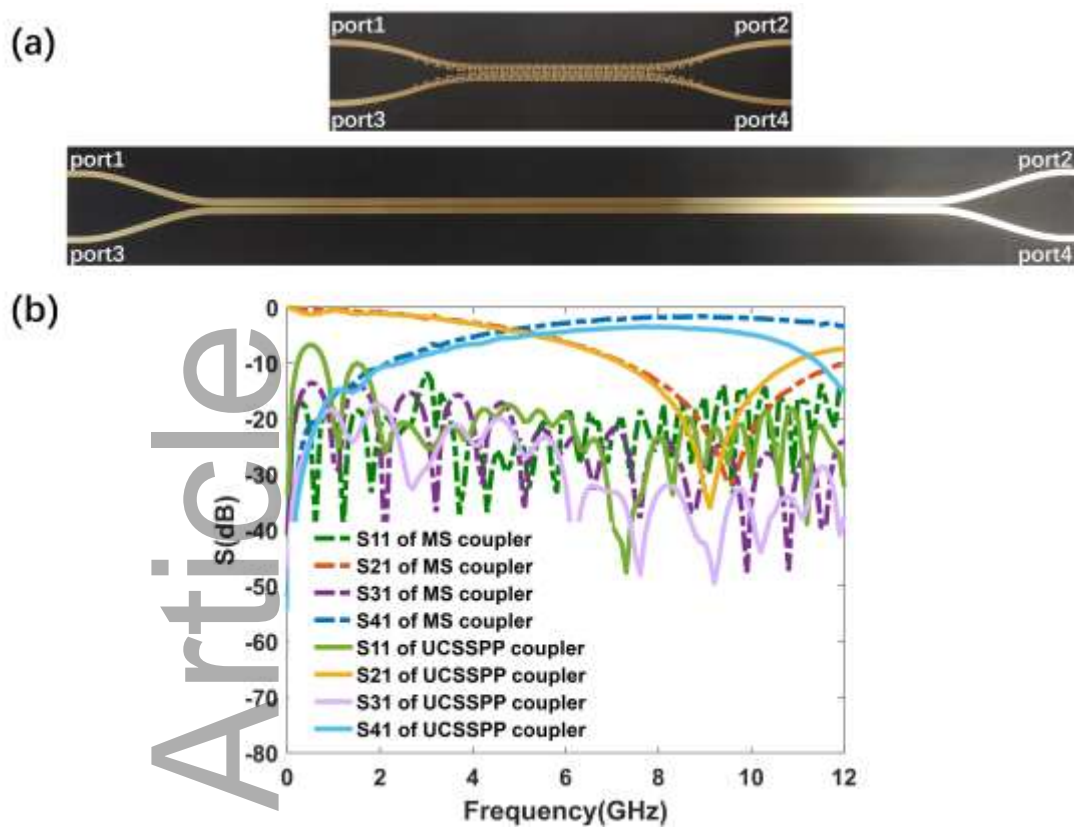 (a)
port1 port2
port3 port4
port1 port2
port3 port4
(b)
0
-10
-20
-30
-40
-50
-60
-70
-80
S(dB)
S11 of MS coupler
S21 of MS coupler
S31 of MS coupler
S41 of MS coupler
S11 of UCSSPP coupler
S21 of UCSSPP coupler
S31 of UCSSPP coupler
S41 of UCSSPP coupler
0 2 4 6 8 10 12
Frequency(GHz)
Article